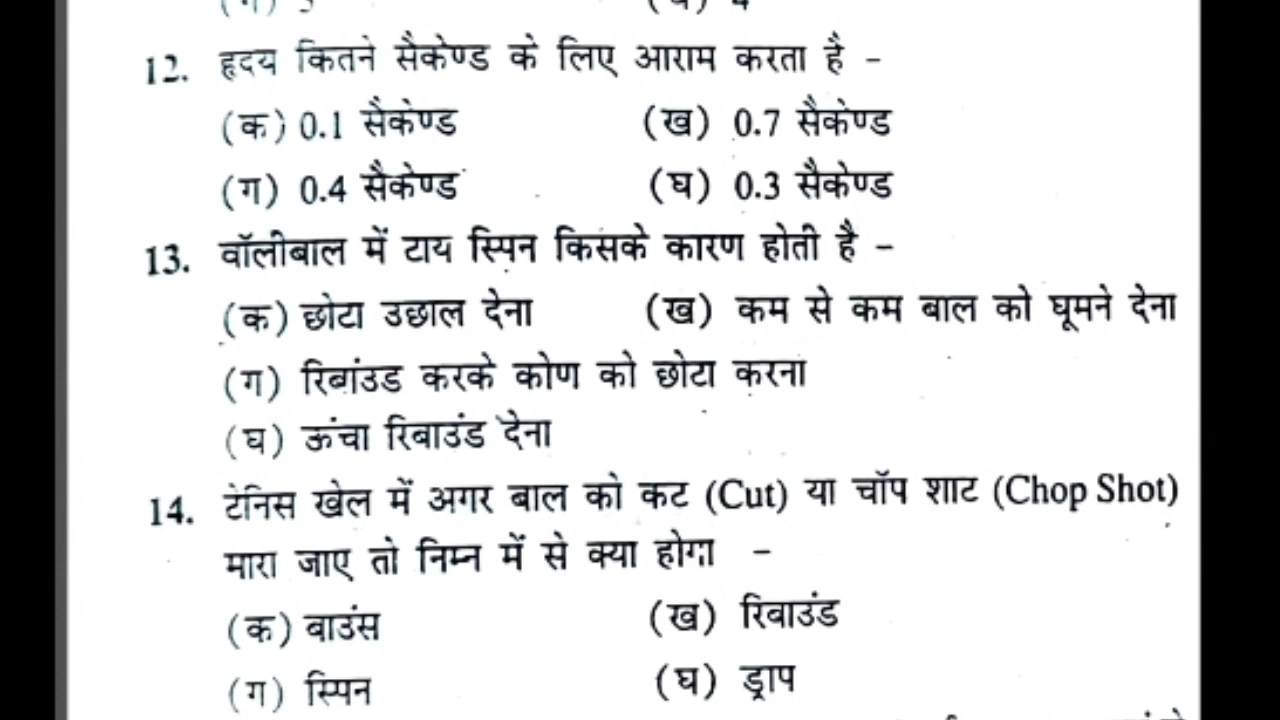 12. हृदय कितने सैकेण्ड के लिए आराम करता है -
(क) 0.1 सैकेण्ड (ख) 0.7 सैकेण्ड
(ग) 0.4 सैकेण्ड (घ) 0.3 सैकेण्ड
13. वॉलीबाल में टाय स्पिन किसके कारण होती है -
(क) छोटा उछाल देना (ख) कम से कम बाल को घूमने देना
(ग) रिबांउड करके कोण को छोटा करना
(घ) ऊंचा रिबाउंड देना
14. टेनिस खेल में अगर बाल को कट (Cut) या चॉप शाट (Chop Shot)
मारा जाए तो निम्न में से क्या होगा -
(क) बाउंस (ख) रिबाउंड
(ग) स्पिन (घ) ड्राप